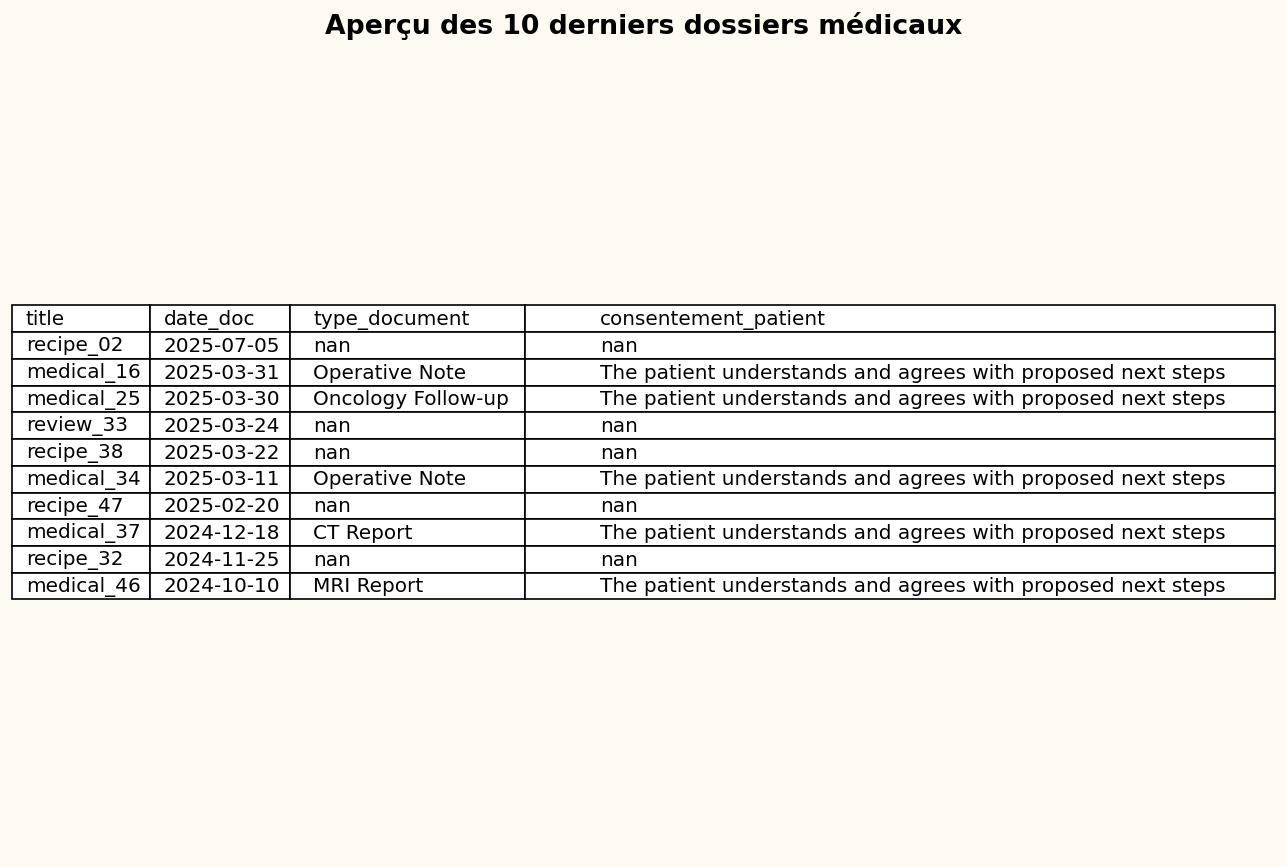 Aperçu des 10 derniers dossiers médicaux
title date_doc type_document consentement_patient
recipe_02 2025-07-05 nan nan
medical_16 2025-03-31 Operative Note The patient understands and agrees with proposed next steps
medical_25 2025-03-30 Oncology Follow-up The patient understands and agrees with proposed next steps
review_33 2025-03-24 nan nan
recipe_38 2025-03-22 nan nan
medical_34 2025-03-11 Operative Note The patient understands and agrees with proposed next steps
recipe_47 2025-02-20 nan nan
medical_37 2024-12-18 CT Report The patient understands and agrees with proposed next steps
recipe_32 2024-11-25 nan nan
medical_46 2024-10-10 MRI Report The patient understands and agrees with proposed next steps